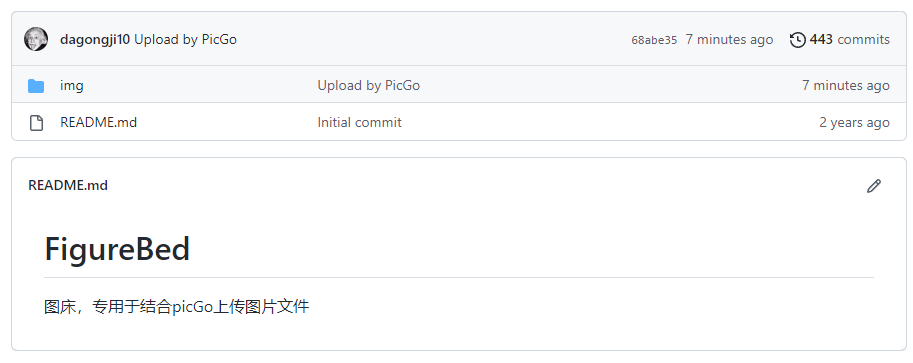 dagongji10 Upload by PicGo 68abe35 7 minutes ago 443 commits
img Upload by PicGo 7 minutes ago
README.md Initial commit 2 years ago
README.md
FigureBed
图床，专用于结合picGo上传图片文件